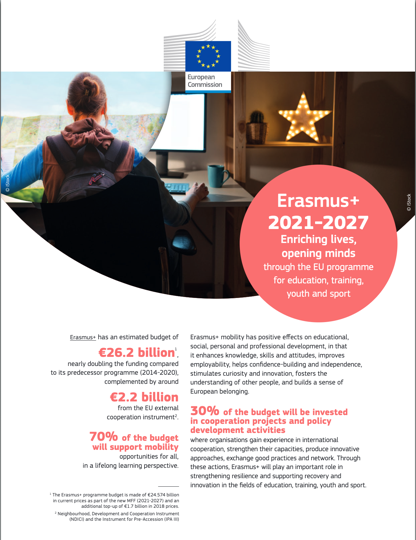 European
Commission
© iStock
© iStock
Erasmus+
2021-2027
Enriching lives,
opening minds
through the EU programme
for education, training,
youth and sport
Erasmus+ has an estimated budget of
€26.2 billion¹,
nearly doubling the funding compared
to its predecessor programme (2014-2020),
complemented by around
€2.2 billion
from the EU external
cooperation instrument².
70% of the budget
will support mobility
opportunities for all,
in a lifelong learning perspective.
¹ The Erasmus+ programme budget is made of €24.574 billion
in current prices as part of the new MFF (2021-2027) and an
additional top-up of €1.7 billion in 2018 prices.
² Neighbourhood, Development and Cooperation Instrument
(NDICI) and the Instrument for Pre-Accession (IPA III)
Erasmus+ mobility has positive effects on educational,
social, personal and professional development, in that
it enhances knowledge, skills and attitudes, improves
employability, helps confidence-building and independence,
stimulates curiosity and innovation, fosters the
understanding of other people, and builds a sense of
European belonging.
30% of the budget will be invested
in cooperation projects and policy
development activities
where organisations gain experience in international
cooperation, strengthen their capacities, produce innovative
approaches, exchange good practices and network. Through
these actions, Erasmus+ will play an important role in
strengthening resilience and supporting recovery and
innovation in the fields of education, training, youth and sport.